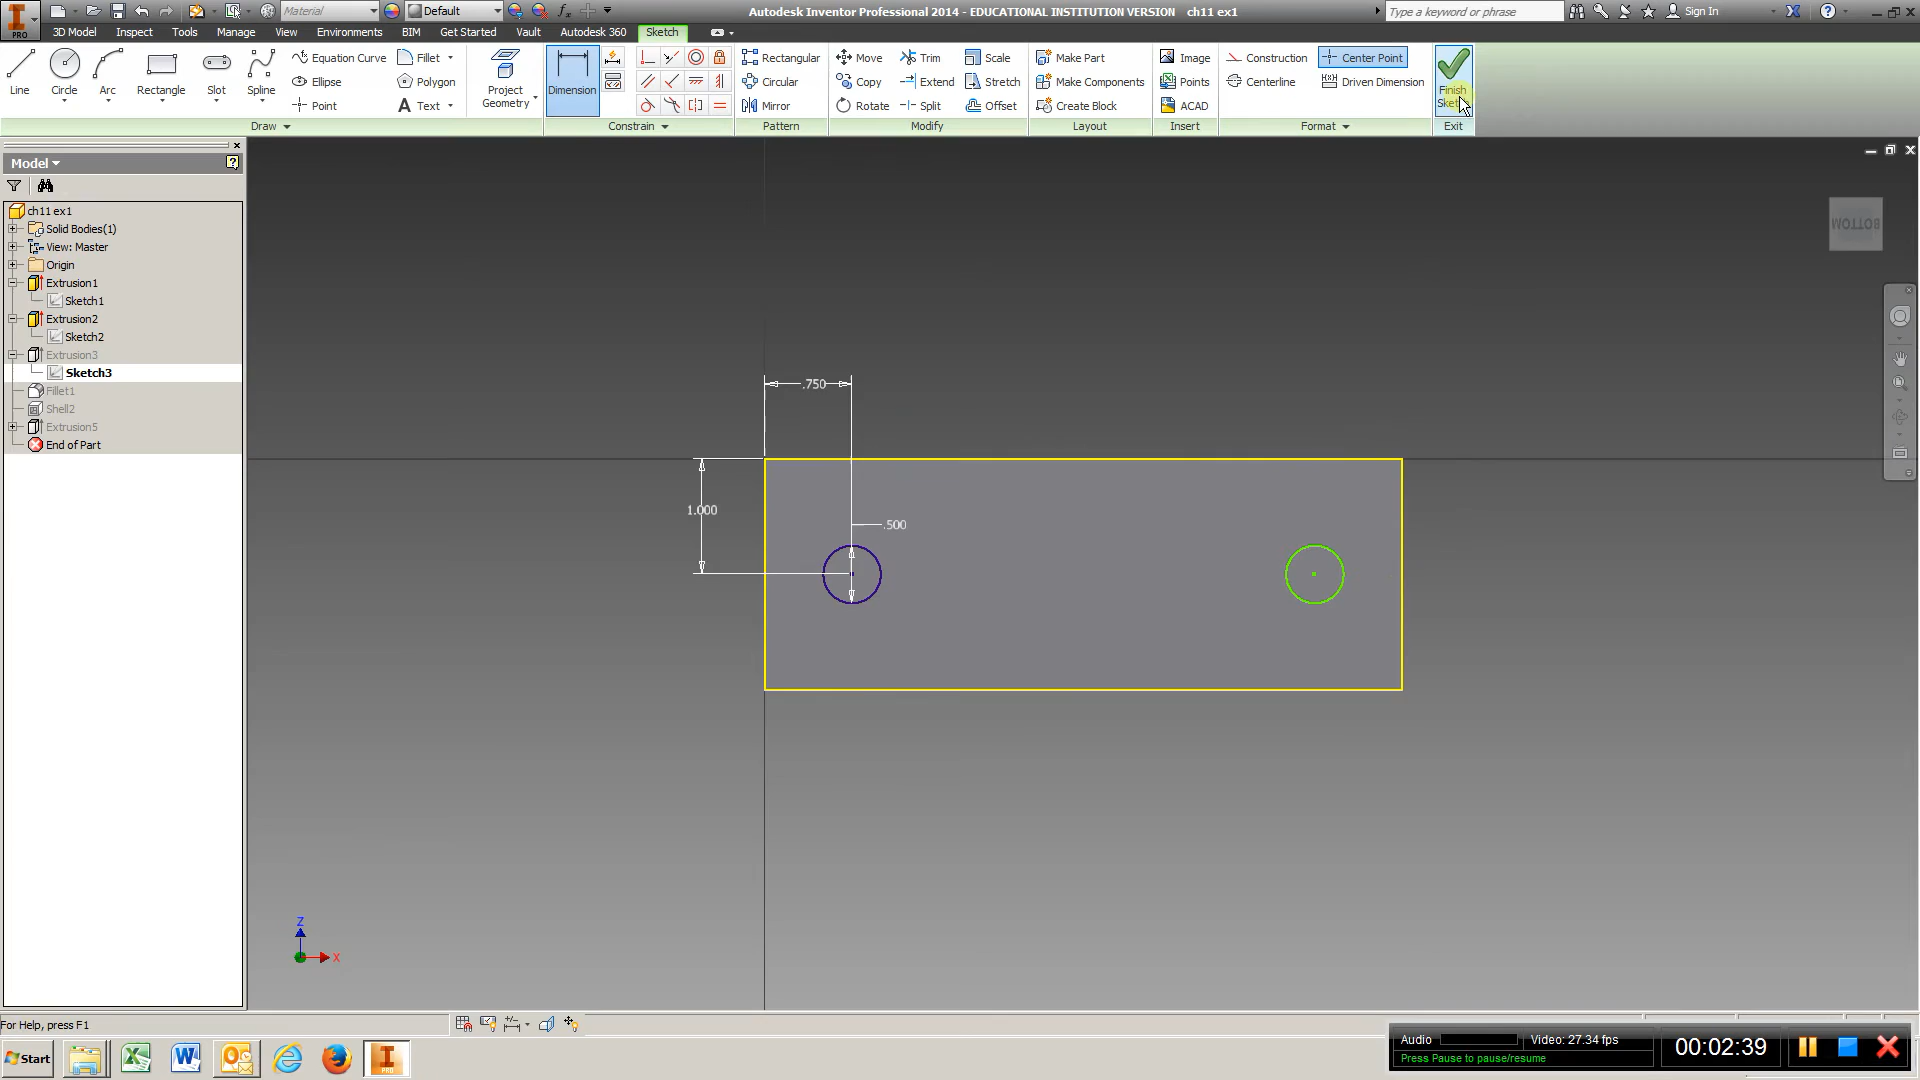 Material
Default
Autodesk Inventor Professional 2014 - EDUCATIONAL INSTITUTION VERSION ch11 ex1
Type a keyword or phrase
Sign In
PRO
3D Model Inspect Tools Manage View Environments BIM Get Started Vault Autodesk 360 Sketch
Line
Circle
Arc
Rectangle
Slot
Spline
Equation Curve
Ellipse
Point
Fillet
Polygon
Text
Project
Geometry
Dimension
Rectangular
Circular
Mirror
Move
Copy
Rotate
Trim
Extend
Split
Scale
Stretch
Offset
Make Part
Make Components
Create Block
Image
Points
ACAD
Construction
Centerline
Center Point
Driven Dimension
Finish
Draw
Constrain
Pattern
Modify
Layout
Insert
Format
Exit
Model
ch11 ex1
Solid Bodies(1)
View: Master
Origin
Extrusion1
Sketch1
Extrusion2
Sketch2
Extrusion3
Sketch3
Fillet1
Shell2
Extrusion5
End of Part
BOTTOM
.750
1.000
.500
Z
X
For Help, press F1
Start
PRO
Audio
Video: 27.34 fps
Press Pause to pause/resume
00:02:39